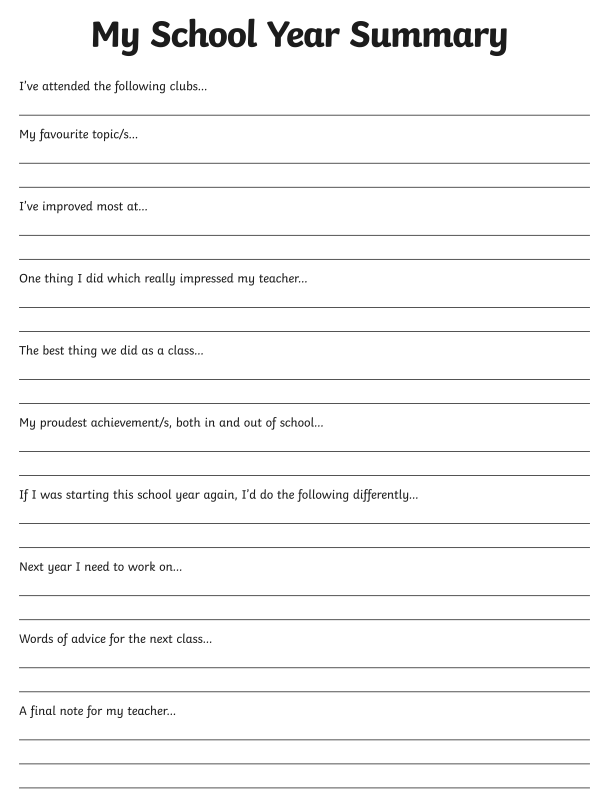 My School Year Summary
I've attended the following clubs...
My favourite topic/s...
I've improved most at...
One thing I did which really impressed my teacher...
The best thing we did as a class...
My proudest achievement/s, both in and out of school...
If I was starting this school year again, I'd do the following differently...
Next year I need to work on...
Words of advice for the next class...
A final note for my teacher...